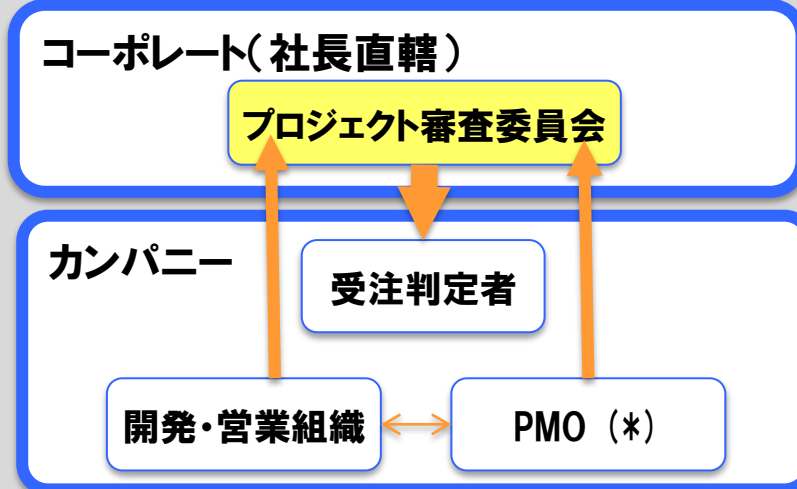 コーポレート(社長直轄)
プロジェクト審査委員会
カンパニー
受注判定者
開発・営業組織
PMO (*)